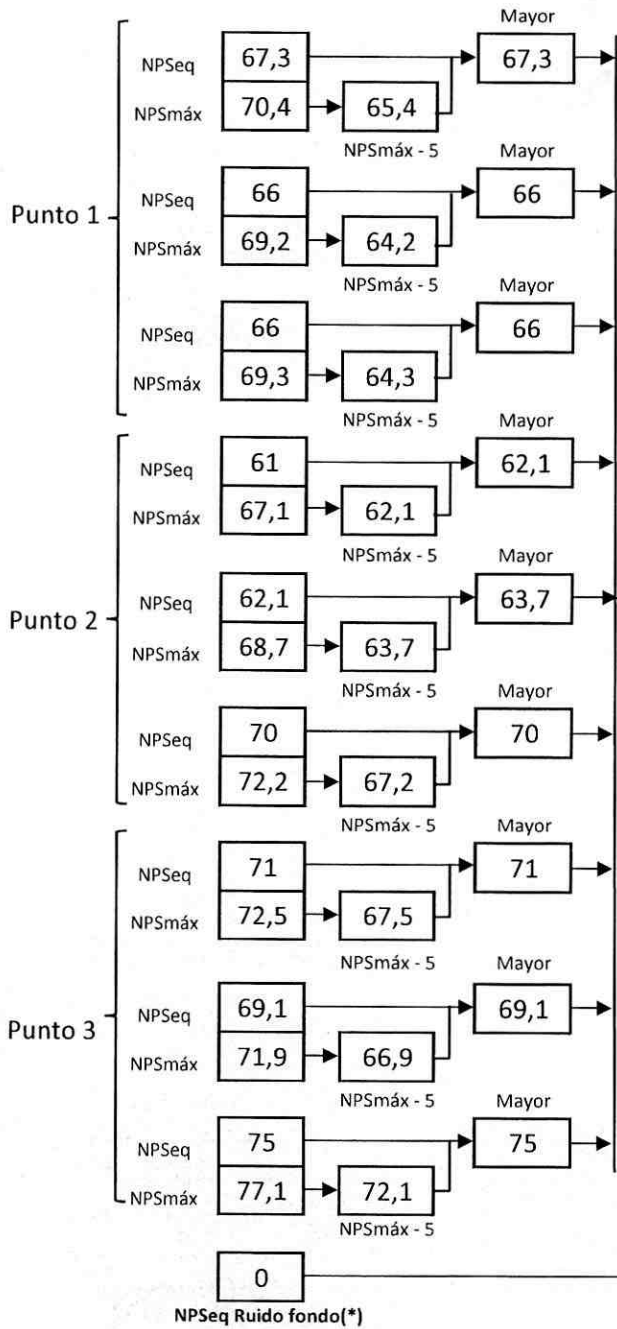 Mayor
NPSeq 67,3 67,3
NPSmáx 70,4 65,4
NPSmáx - 5
Mayor
Punto 1
NPSeq 66 66
NPSmáx 69,2 64,2
NPSmáx - 5
Mayor
NPSeq 66 66
NPSmáx 69,3 64,3
NPSmáx - 5
Mayor
NPSeq 61 62,1
NPSmáx 67,1 62,1
NPSmáx - 5
Mayor
Punto 2
NPSeq 62,1 63,7
NPSmáx 68,7 63,7
NPSmáx - 5
Mayor
NPSeq 70 70
NPSmáx 72,2 67,2
NPSmáx - 5
Mayor
NPSeq 71 71
NPSmáx 72,5 67,5
NPSmáx - 5
Mayor
Punto 3
NPSeq 69,1 69,1
NPSmáx 71,9 66,9
NPSmáx - 5
Mayor
NPSeq 75 75
NPSmáx 77,1 72,1
NPSmáx - 5
0
NPSeq Ruido fondo(*)